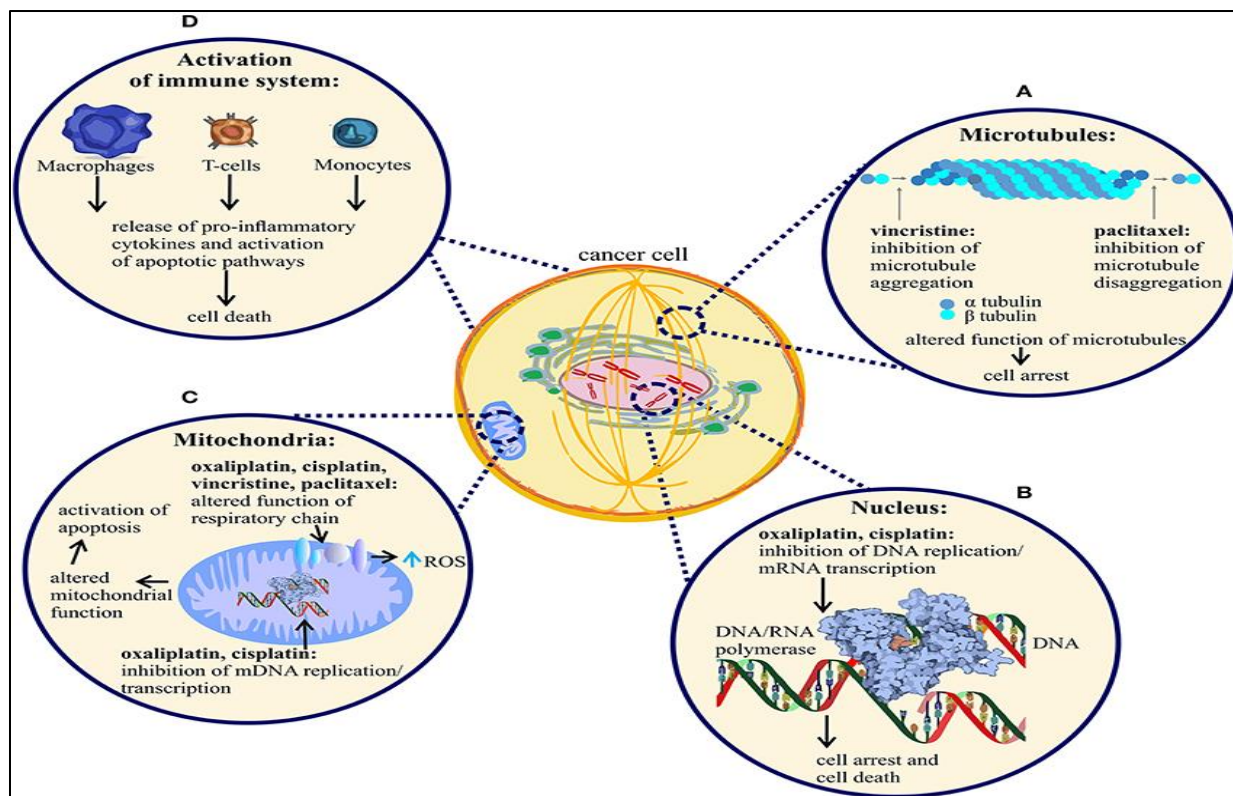 D
Activation
of immune system:
Macrophages
T-cells
Monocytes
release of pro-inflammatory
cytokines and activation
of apoptotic pathways
cell death
cancer cell
A
Microtubules:
vincristine:
inhibition of
microtubule
aggregation
paclitaxel:
inhibition of
microtubule
disaggregation
α tubulin
β tubulin
altered function of microtubules
cell arrest
C
Mitochondria:
oxaliplatin, cisplatin,
vincristine, paclitaxel:
altered function of
respiratory chain
activation of
apoptosis
ROS
altered
mitochondrial
function
oxaliplatin, cisplatin:
inhibition of mDNA replication/
transcription
B
Nucleus:
oxaliplatin, cisplatin:
inhibition of DNA replication/
mRNA transcription
DNA/RNA
polymerase
DNA
cell arrest and
cell death